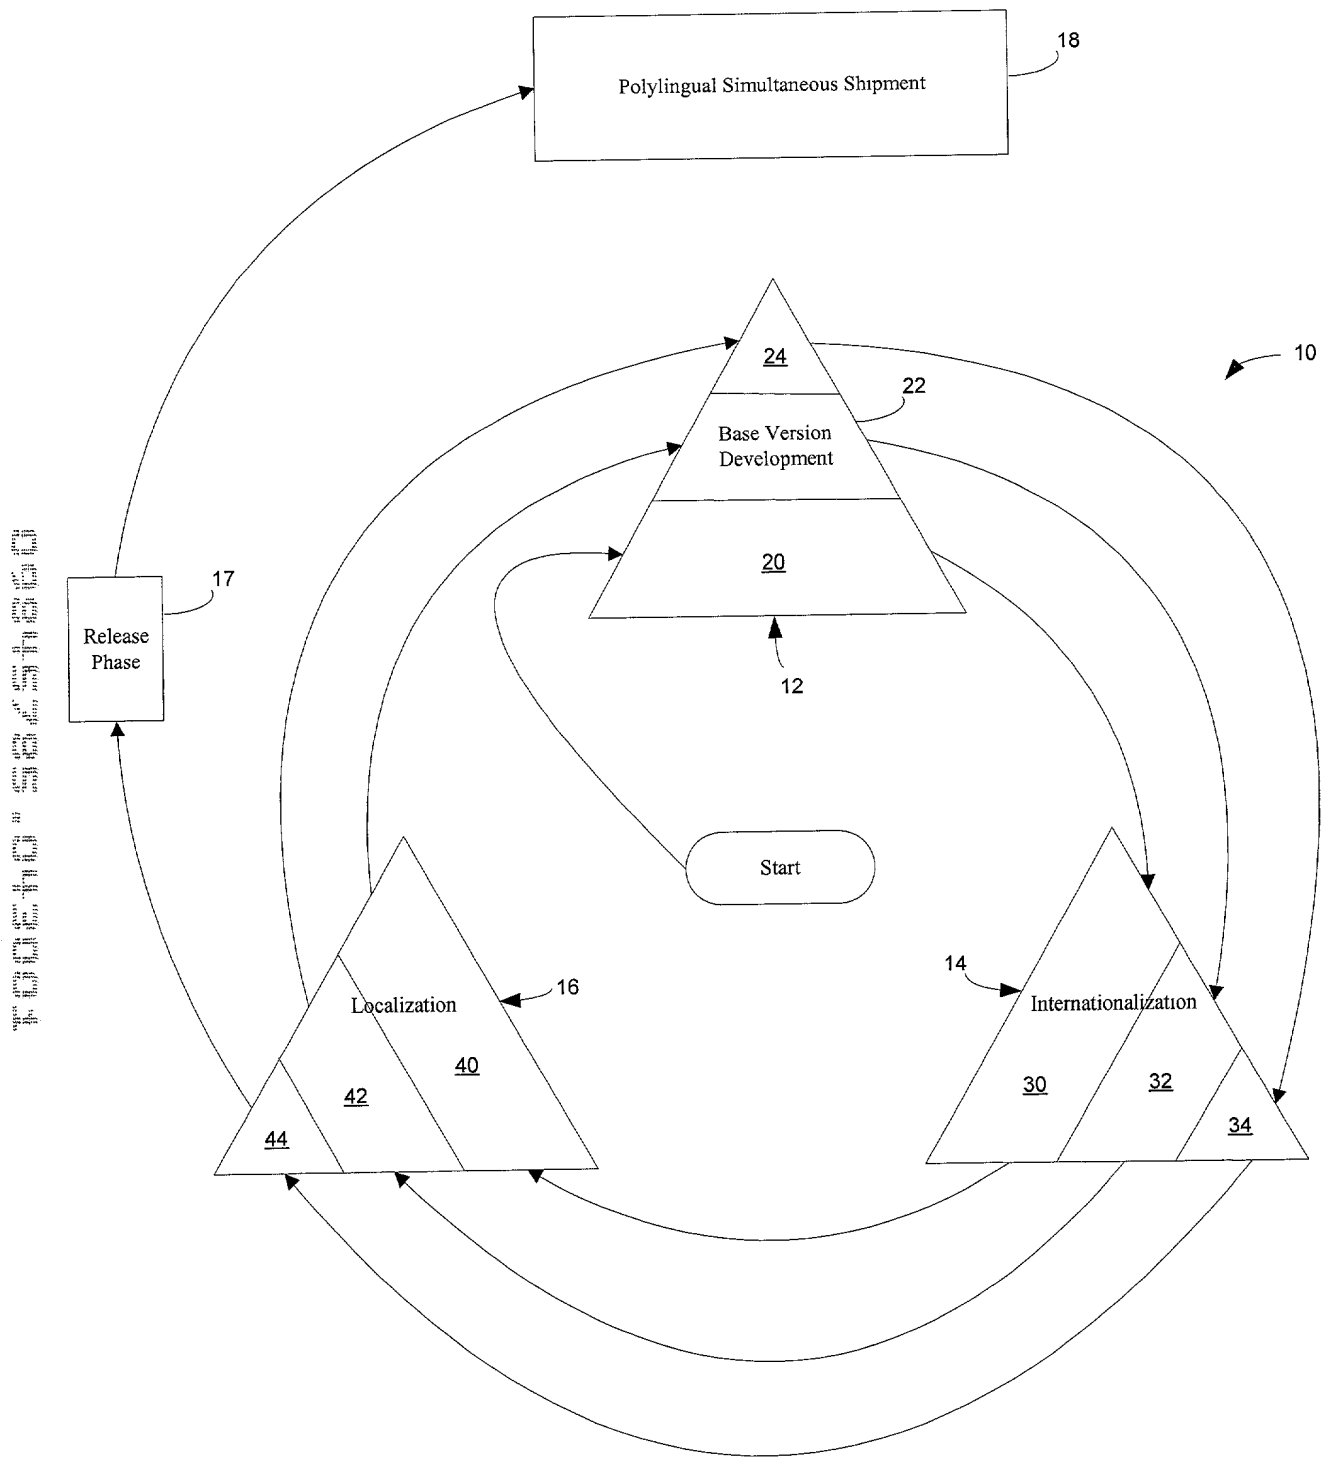 18
Polylingual Simultaneous Shipment
10
24
22
Base Version
Development
20
17
Release
Phase
12
Start
14
16
Localization
Internationalization
40
42
44
30
32
34